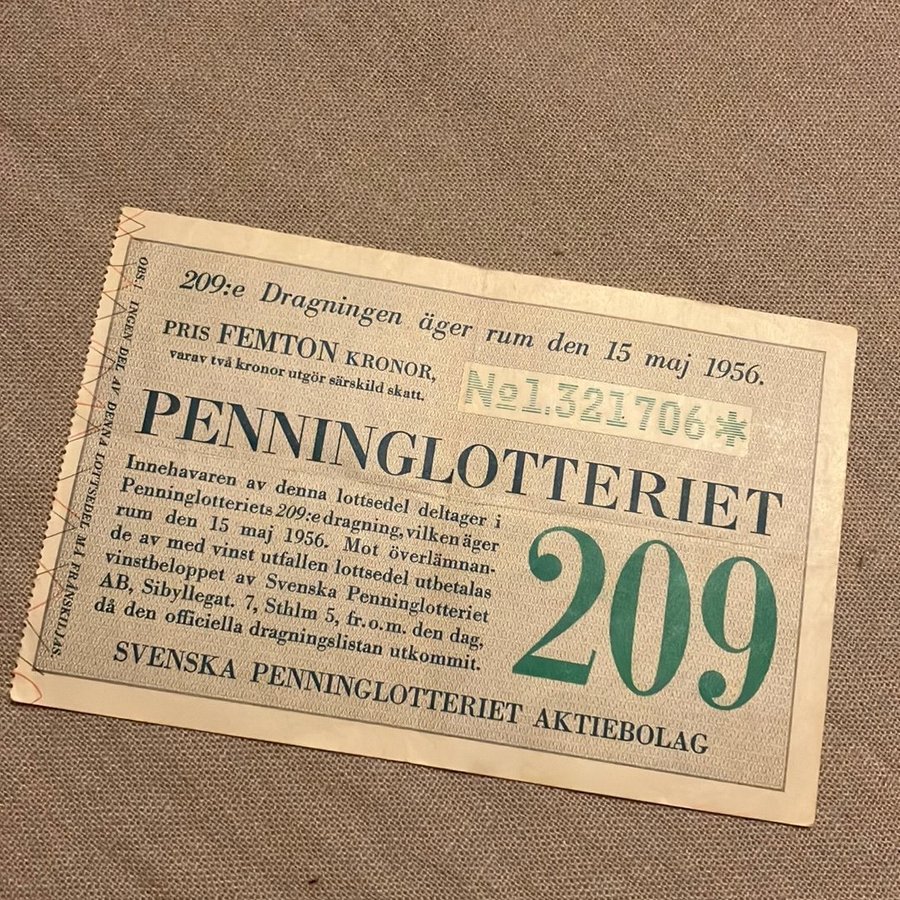 209:e Dragningen äger rum den 15 maj 1956.
PRIS FEMTON KRONOR,
varav två kronor utgör särskild skatt.
No1.321706*
PENNINGLOTTERIET
Innehavaren av denna lottsedel deltager i
Penninglotteriets 209:e dragning, vilken äger
rum den 15 maj 1956. Mot överlämnan-
de av med vinst utfallen lottsedel utbetalas
vinstbeloppet av Svenska Penninglotteriet
AB, Sibyllegat. 7, Sthlm 5, fr. o. m. den dag,
då den officiella dragningslistan utkommit.
209
SVENSKA PENNINGLOTTERIET AKTIEBOLAG
OBS.! INGEN DEL AV DENNA LOTTSEDEL MÅ FRÅNSKILJAS.